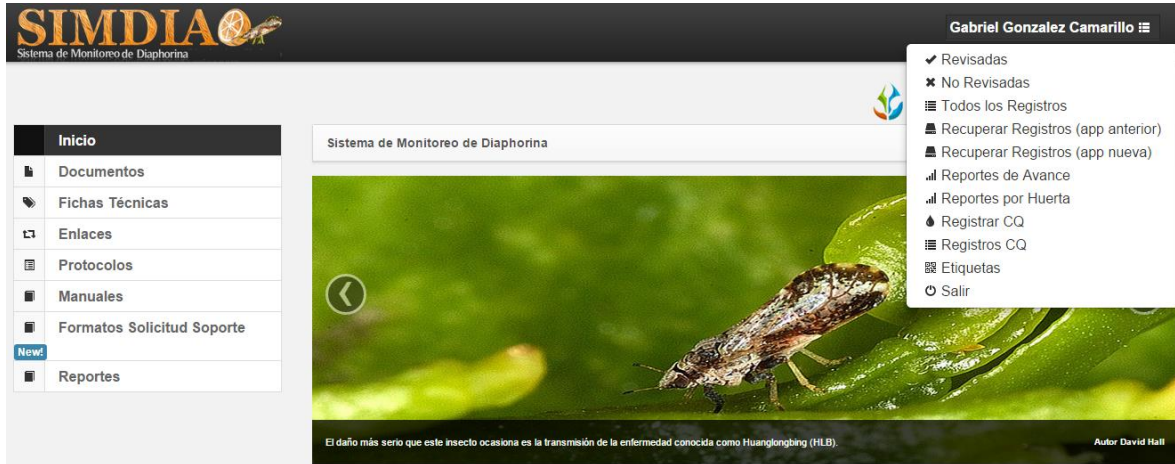 SIMDIA
Sistema de Monitoreo de Diaphorina
Gabriel Gonzalez Camarillo
Revisadas
No Revisadas
Todos los Registros
Recuperar Registros (app anterior)
Recuperar Registros (app nueva)
Reportes de Avance
Reportes por Huerta
Registrar CQ
Registros CQ
Etiquetas
Salir
Inicio
Documentos
Fichas Técnicas
Enlaces
Protocolos
Manuales
Formatos Solicitud Soporte
New!
Reportes
Sistema de Monitoreo de Diaphorina
El daño más serio que este insecto ocasiona es la transmisión de la enfermedad conocida como Huanglongbing (HLB).
Autor David Hall